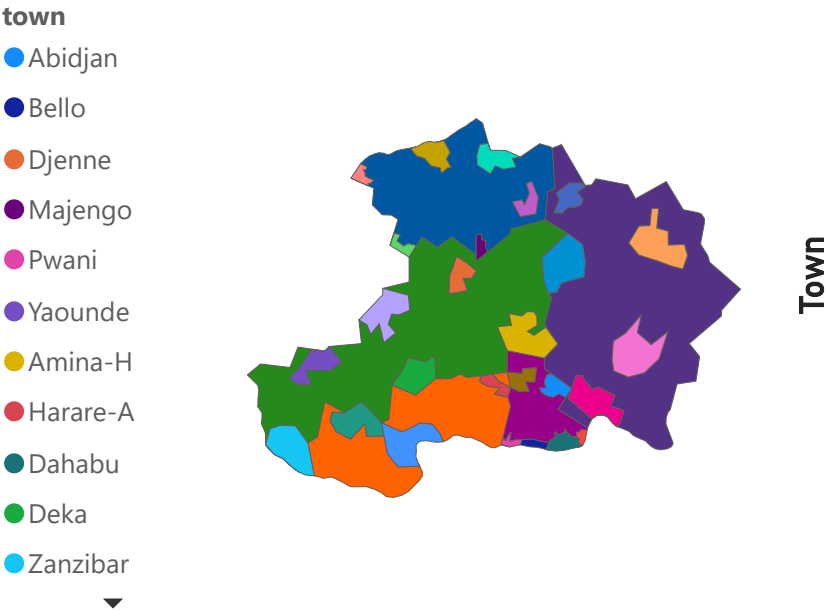 town
Abidjan
Bello
Djenne
Majengo
Pwani
Yaounde
Amina-H
Harare-A
Dahabu
Deka
Zanzibar
Town